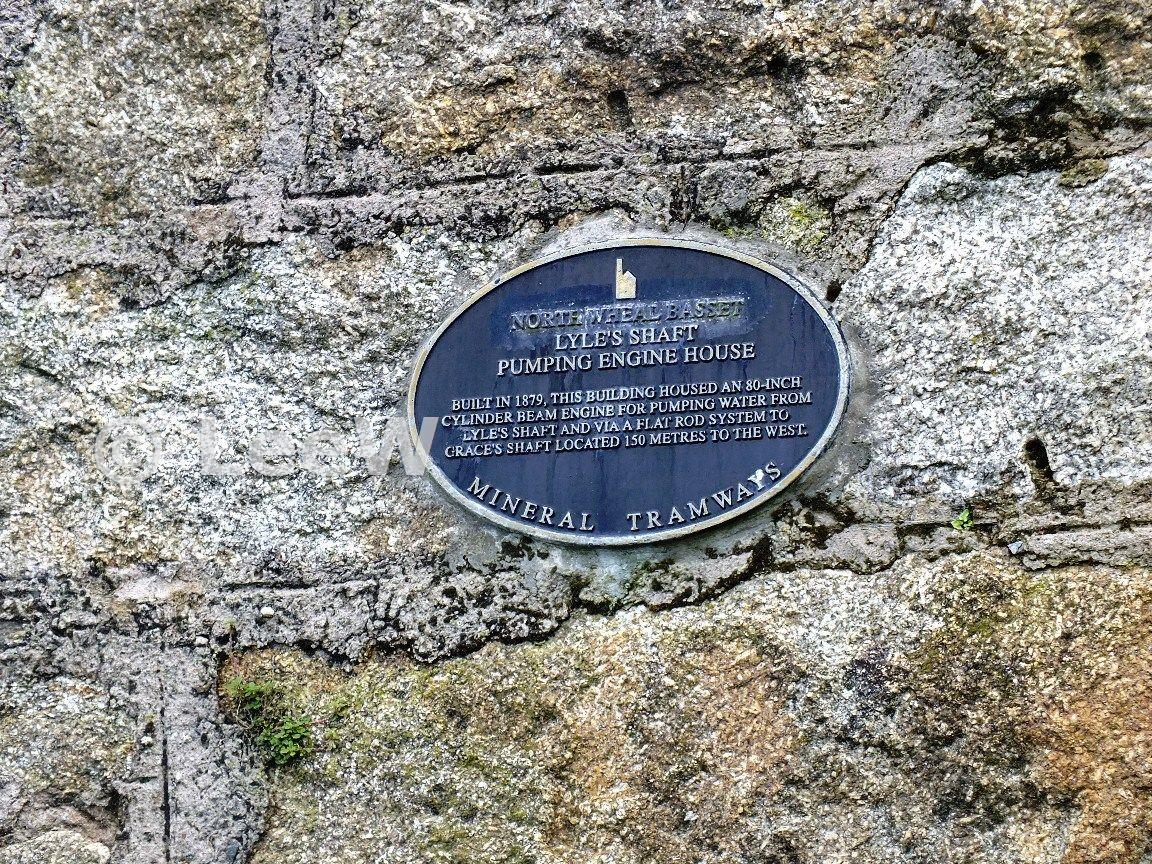 NORTH WHEAL BASSET
LYLE'S SHAFT
PUMPING ENGINE HOUSE
BUILT IN 1879, THIS BUILDING HOUSED AN 80-INCH
CYLINDER BEAM ENGINE FOR PUMPING WATER FROM
LYLE'S SHAFT AND VIA A FLAT ROD SYSTEM TO
GRACE'S SHAFT LOCATED 150 METRES TO THE WEST.
MINERAL TRAMWAYS
© LeeW